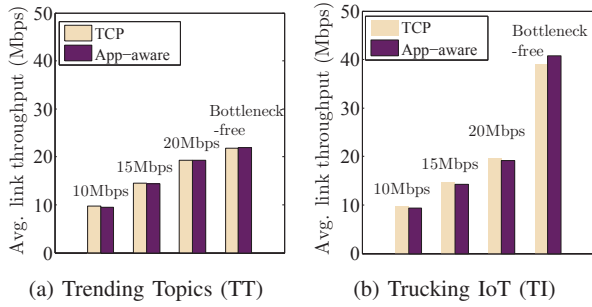 Avg. link throughput (Mbps)
50
40
30
20
10
0
TCP
App-aware
10Mbps
15Mbps
20Mbps
Bottleneck
-free
(a) Trending Topics (TT)
Avg. link throughput (Mbps)
50
40
30
20
10
0
TCP
App-aware
10Mbps
15Mbps
20Mbps
Bottleneck
-free
(b) Trucking IoT (TI)